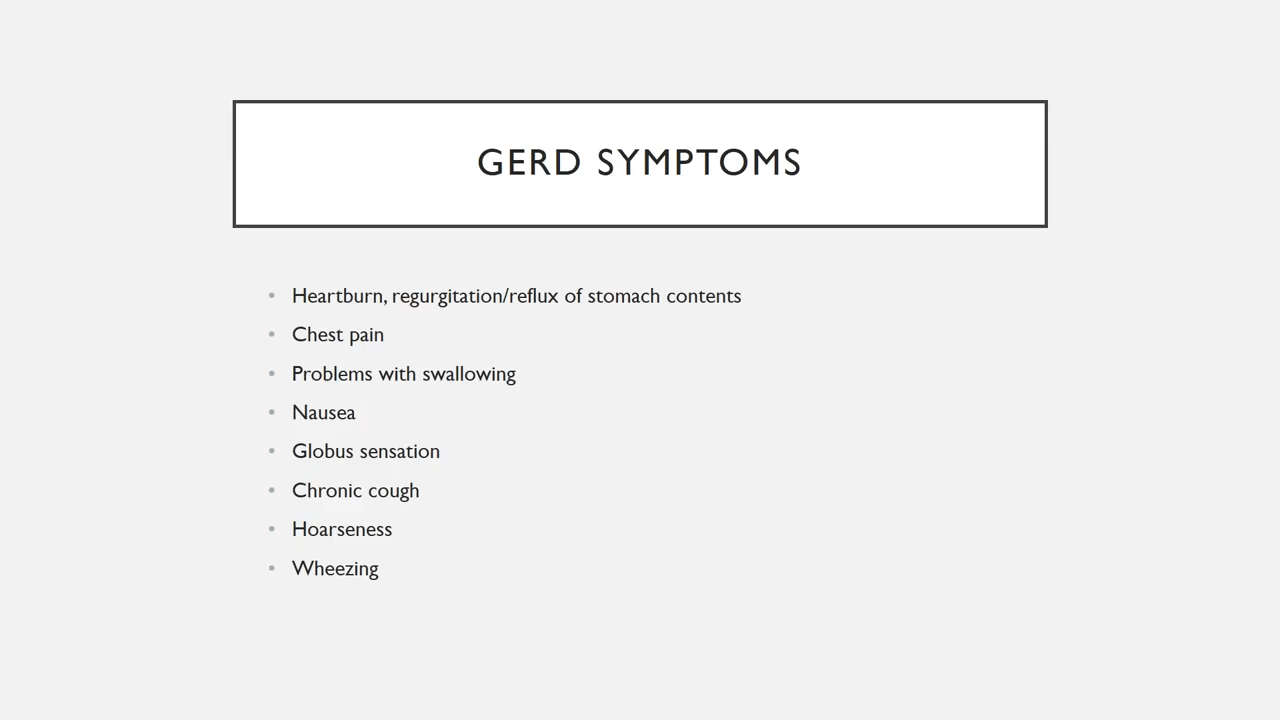 GERD SYMPTOMS
• Heartburn, regurgitation/reflux of stomach contents
• Chest pain
• Problems with swallowing
• Nausea
• Globus sensation
• Chronic cough
• Hoarseness
• Wheezing